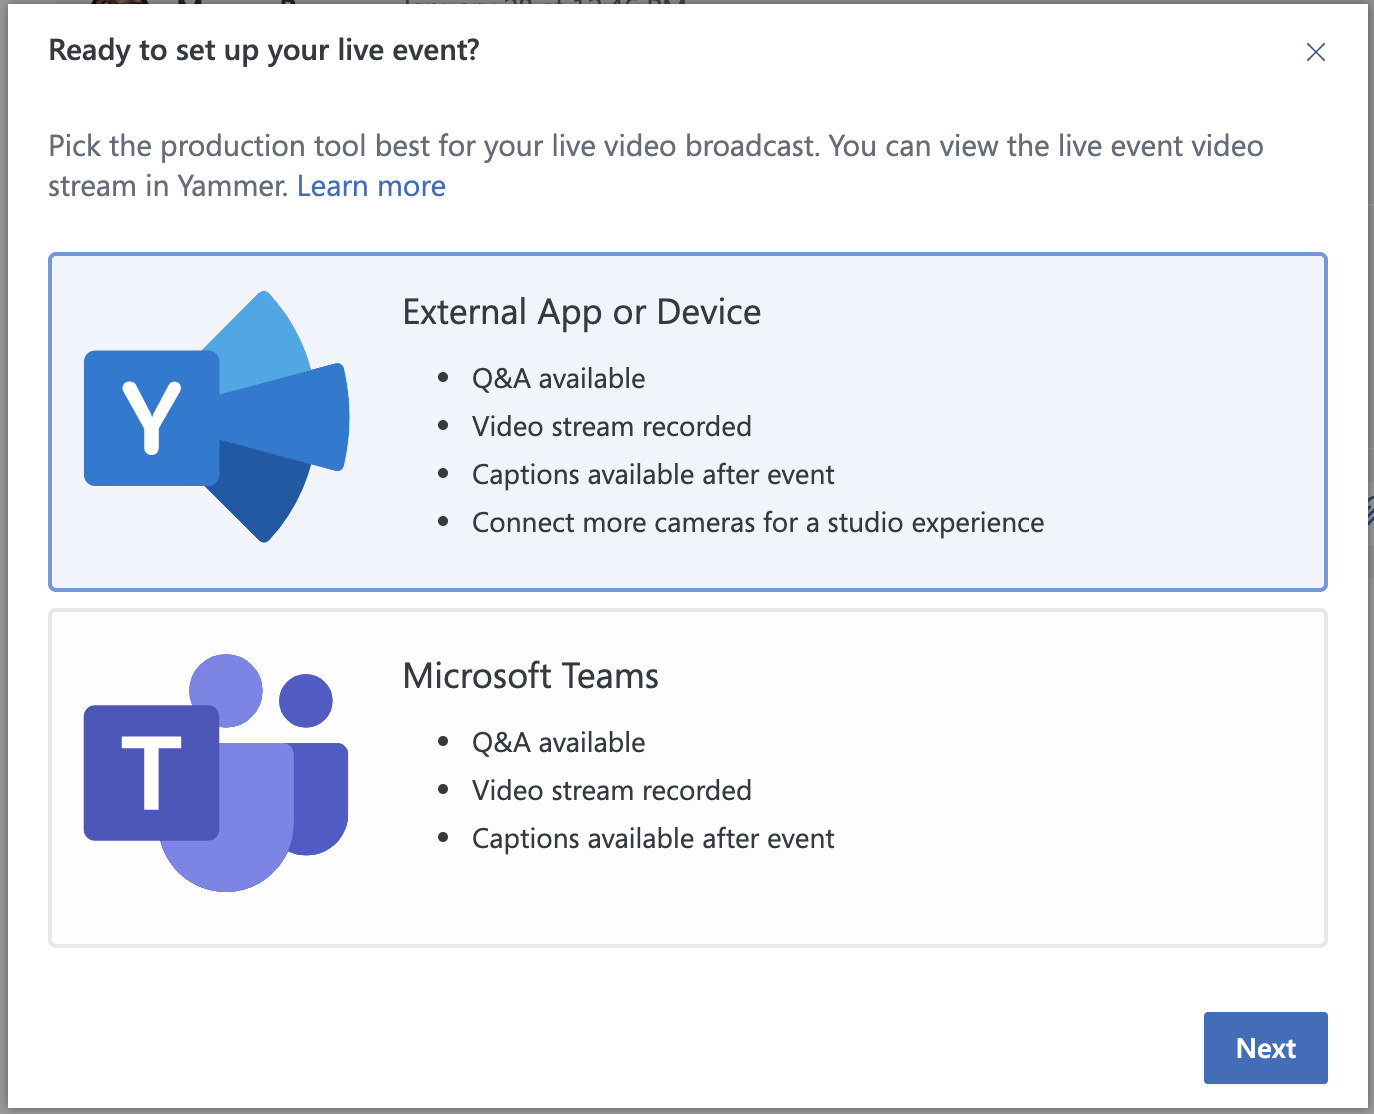 Ready to set up your live event?
Pick the production tool best for your live video broadcast. You can view the live event video
stream in Yammer. Learn more
Y
External App or Device
Q&A available
Video stream recorded
Captions available after event
Connect more cameras for a studio experience
T
Microsoft Teams
Q&A available
Video stream recorded
Captions available after event
Next